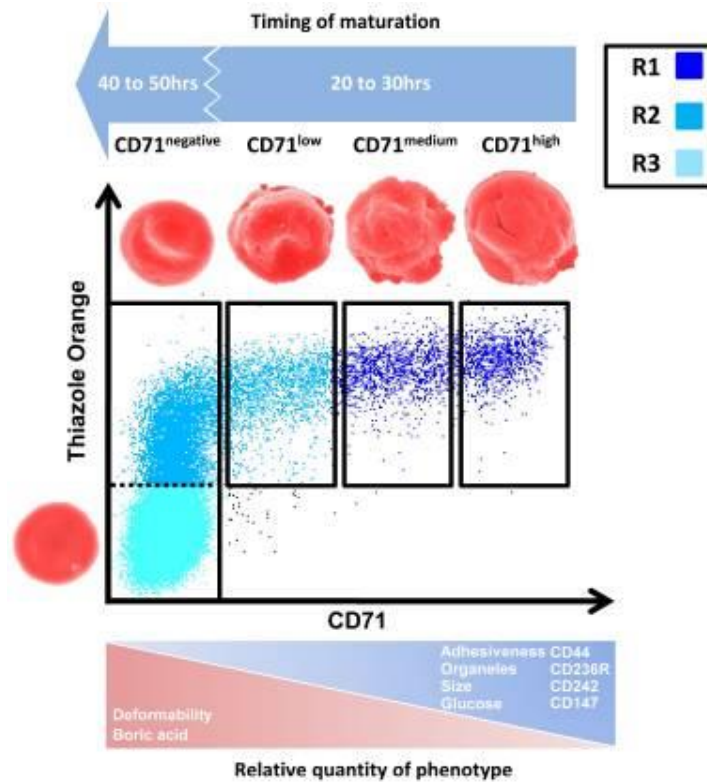 Timing of maturation
40 to 50hrs 20 to 30hrs
R1
R2
R3
CD71negative CD71low CD71medium CD71high
Thiazole Orange
CD71
Adhesiveness CD44
Organeles CD236R
Size CD242
Glucose CD147
Deformability
Boric acid
Relative quantity of phenotype